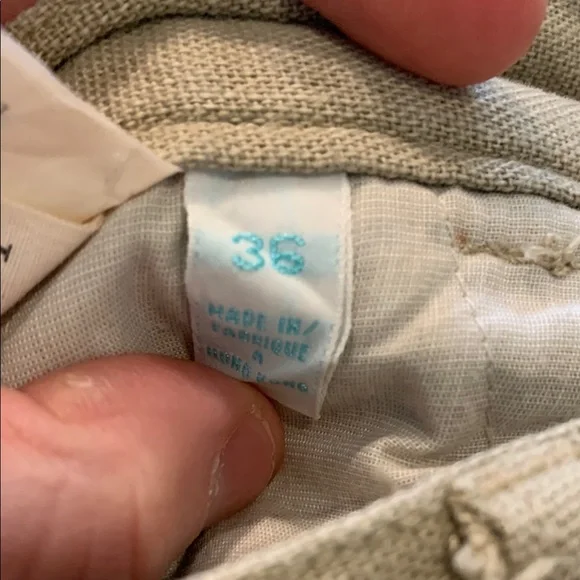 36
MADE IN/
FABRIQUE
A
HONG KONG